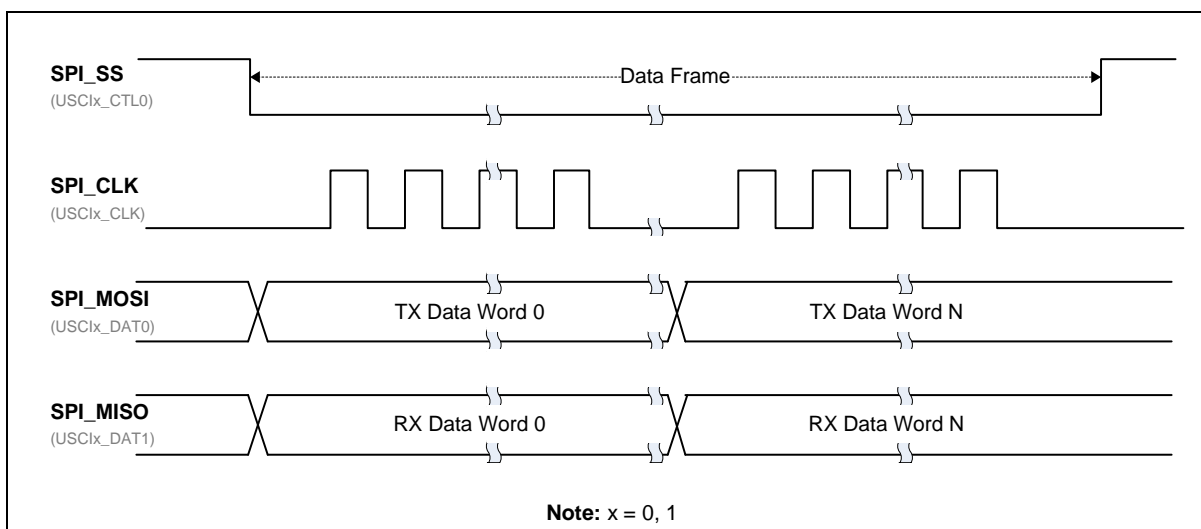 SPI_SS
(USCIx_CTL0)
Data Frame
SPI_CLK
(USCIx_CLK)
SPI_MOSI
(USCIx_DAT0)
TX Data Word 0
TX Data Word N
SPI_MISO
(USCIx_DAT1)
RX Data Word 0
RX Data Word N
Note: x = 0, 1